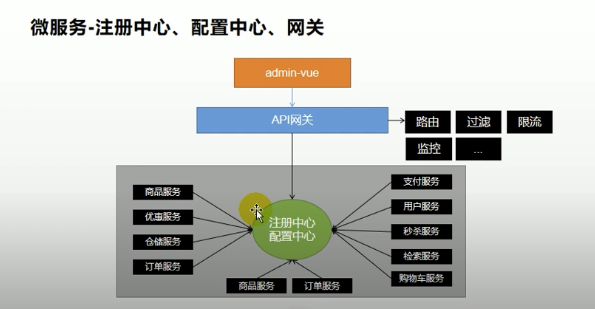 微服务-注册中心、配置中心、网关
admin-vue
API网关
路由
过滤
限流
监控
...
商品服务
优惠服务
仓储服务
订单服务
注册中心
配置中心
支付服务
用户服务
秒杀服务
检索服务
购物车服务
商品服务
订单服务